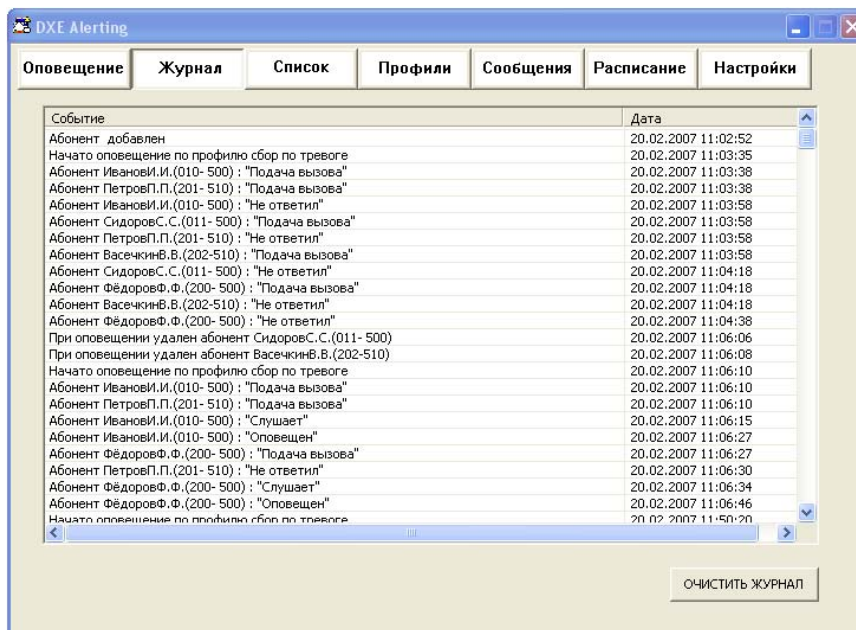 DXE Alerting
Оповещение Журнал Список Профили Сообщения Расписание Настройки
Событие Дата
Абонент добавлен 20.02.2007 11:02:52
Начато оповещение по профилю сбор по тревоге 20.02.2007 11:03:35
Абонент ИвановИ.И.(010- 500) : "Подача вызова" 20.02.2007 11:03:38
Абонент ПетровП.П.(201- 510) : "Подача вызова" 20.02.2007 11:03:38
Абонент ИвановИ.И.(010- 500) : "Не ответил" 20.02.2007 11:03:58
Абонент СидоровС.С.(011- 500) : "Подача вызова" 20.02.2007 11:03:58
Абонент ПетровП.П.(201- 510) : "Не ответил" 20.02.2007 11:03:58
Абонент ВасечкинВ.В.(202-510) : "Подача вызова" 20.02.2007 11:03:58
Абонент СидоровС.С.(011- 500) : "Не ответил" 20.02.2007 11:04:18
Абонент ФёдоровФ.Ф.(200- 500) : "Подача вызова" 20.02.2007 11:04:18
Абонент ВасечкинВ.В.(202-510) : "Не ответил" 20.02.2007 11:04:18
Абонент ФёдоровФ.Ф.(200- 500) : "Не ответил" 20.02.2007 11:04:38
При оповещении удален абонент СидоровС.С.(011- 500) 20.02.2007 11:06:06
При оповещении удален абонент ВасечкинВ.В.(202-510) 20.02.2007 11:06:08
Начато оповещение по профилю сбор по тревоге 20.02.2007 11:06:10
Абонент ИвановИ.И.(010- 500) : "Подача вызова" 20.02.2007 11:06:10
Абонент ПетровП.П.(201- 510) : "Подача вызова" 20.02.2007 11:06:10
Абонент ИвановИ.И.(010- 500) : "Слушает" 20.02.2007 11:06:15
Абонент ИвановИ.И.(010- 500) : "Оповещен" 20.02.2007 11:06:27
Абонент ФёдоровФ.Ф.(200- 500) : "Подача вызова" 20.02.2007 11:06:27
Абонент ПетровП.П.(201- 510) : "Не ответил" 20.02.2007 11:06:30
Абонент ФёдоровФ.Ф.(200- 500) : "Слушает" 20.02.2007 11:06:34
Абонент ФёдоровФ.Ф.(200- 500) : "Оповещен" 20.02.2007 11:06:46
Начато оповещение по профилю сбор по тревоге 20.02.2007 11:50:20
ОЧИСТИТЬ ЖУРНАЛ